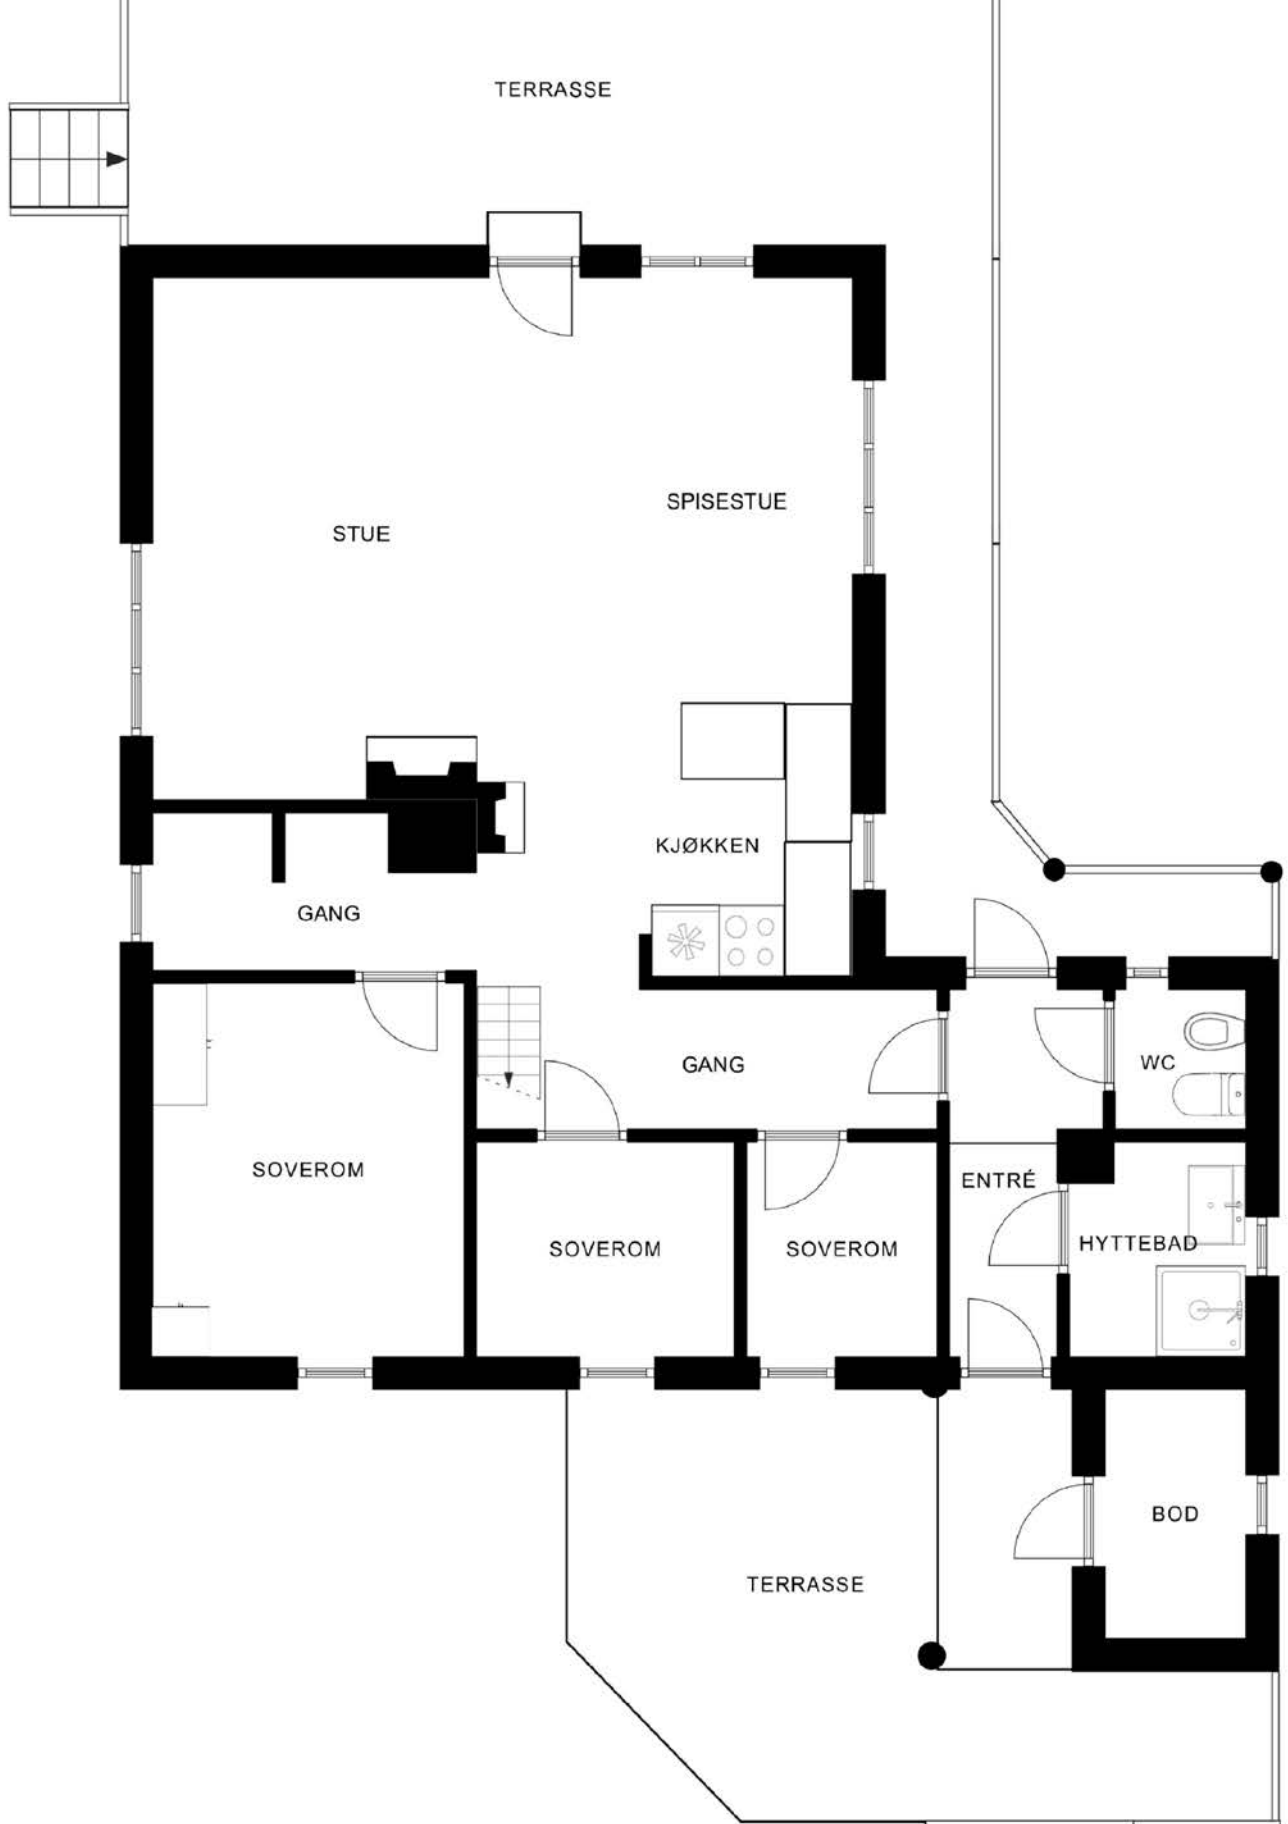 TERRASSE
SPISESTUE
STUE
KJØKKEN
GANG
GANG
WC
SOVEROM
ENTRÉ
SOVEROM
SOVEROM
HYTTEBAD
BOD
TERRASSE